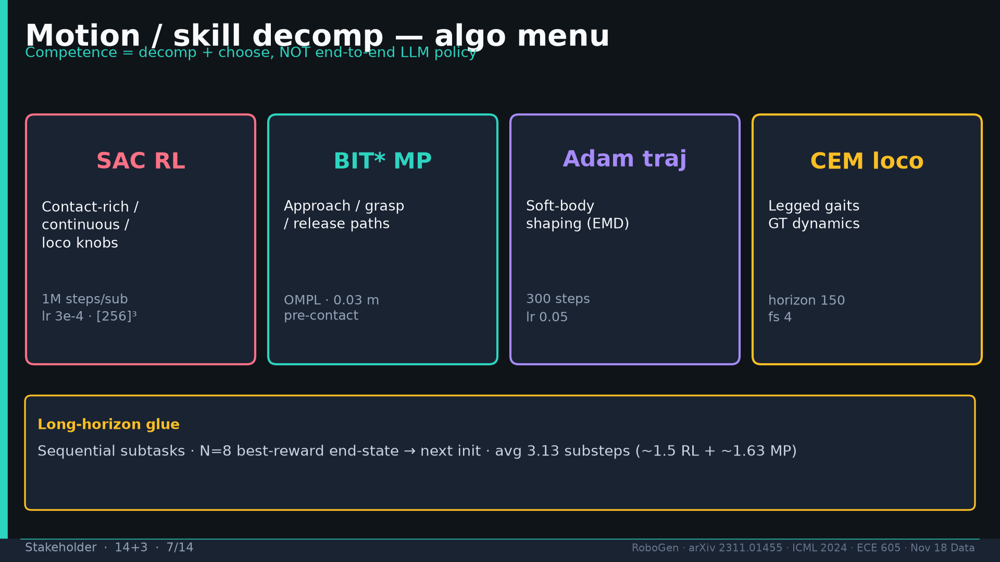 Motion / skill decomp — algo menu
Competence = decomp + choose, NOT end-to-end LLM policy
SAC RL
Contact-rich /
continuous /
loco knobs
1M steps/sub
lr 3e-4 · [256]³
BIT* MP
Approach / grasp
/ release paths
OMPL · 0.03 m
pre-contact
Adam traj
Soft-body
shaping (EMD)
300 steps
lr 0.05
CEM loco
Legged gaits
GT dynamics
horizon 150
fs 4
Long-horizon glue
Sequential subtasks · N=8 best-reward end-state → next init · avg 3.13 substeps (~1.5 RL + ~1.63 MP)
Stakeholder · 14+3 · 7/14
RoboGen · arXiv 2311.01455 · ICML 2024 · ECE 605 · Nov 18 Data